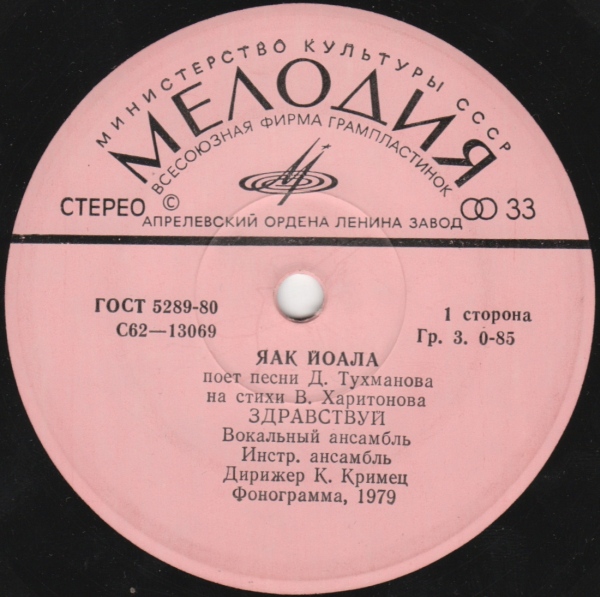 МИНИСТЕРСТВО КУЛЬТУРЫ СССР
МЕЛОДИЯ
ВСЕСОЮЗНАЯ ФИРМА ГРАМПЛАСТИНОК
СТЕРЕО ©
33
АПРЕЛЕВСКИЙ ОРДЕНА ЛЕНИНА ЗАВОД
ГОСТ 5289-80
С62—13069
1 сторона
Гр. 3. 0-85
ЯАК ЙОАЛА
поет песни Д. Тухманова
на стихи В. Харитонова
ЗДРАВСТВУЙ
Вокальный ансамбль
Инстр. ансамбль
Дирижер К. Кримец
Фонограмма, 1979